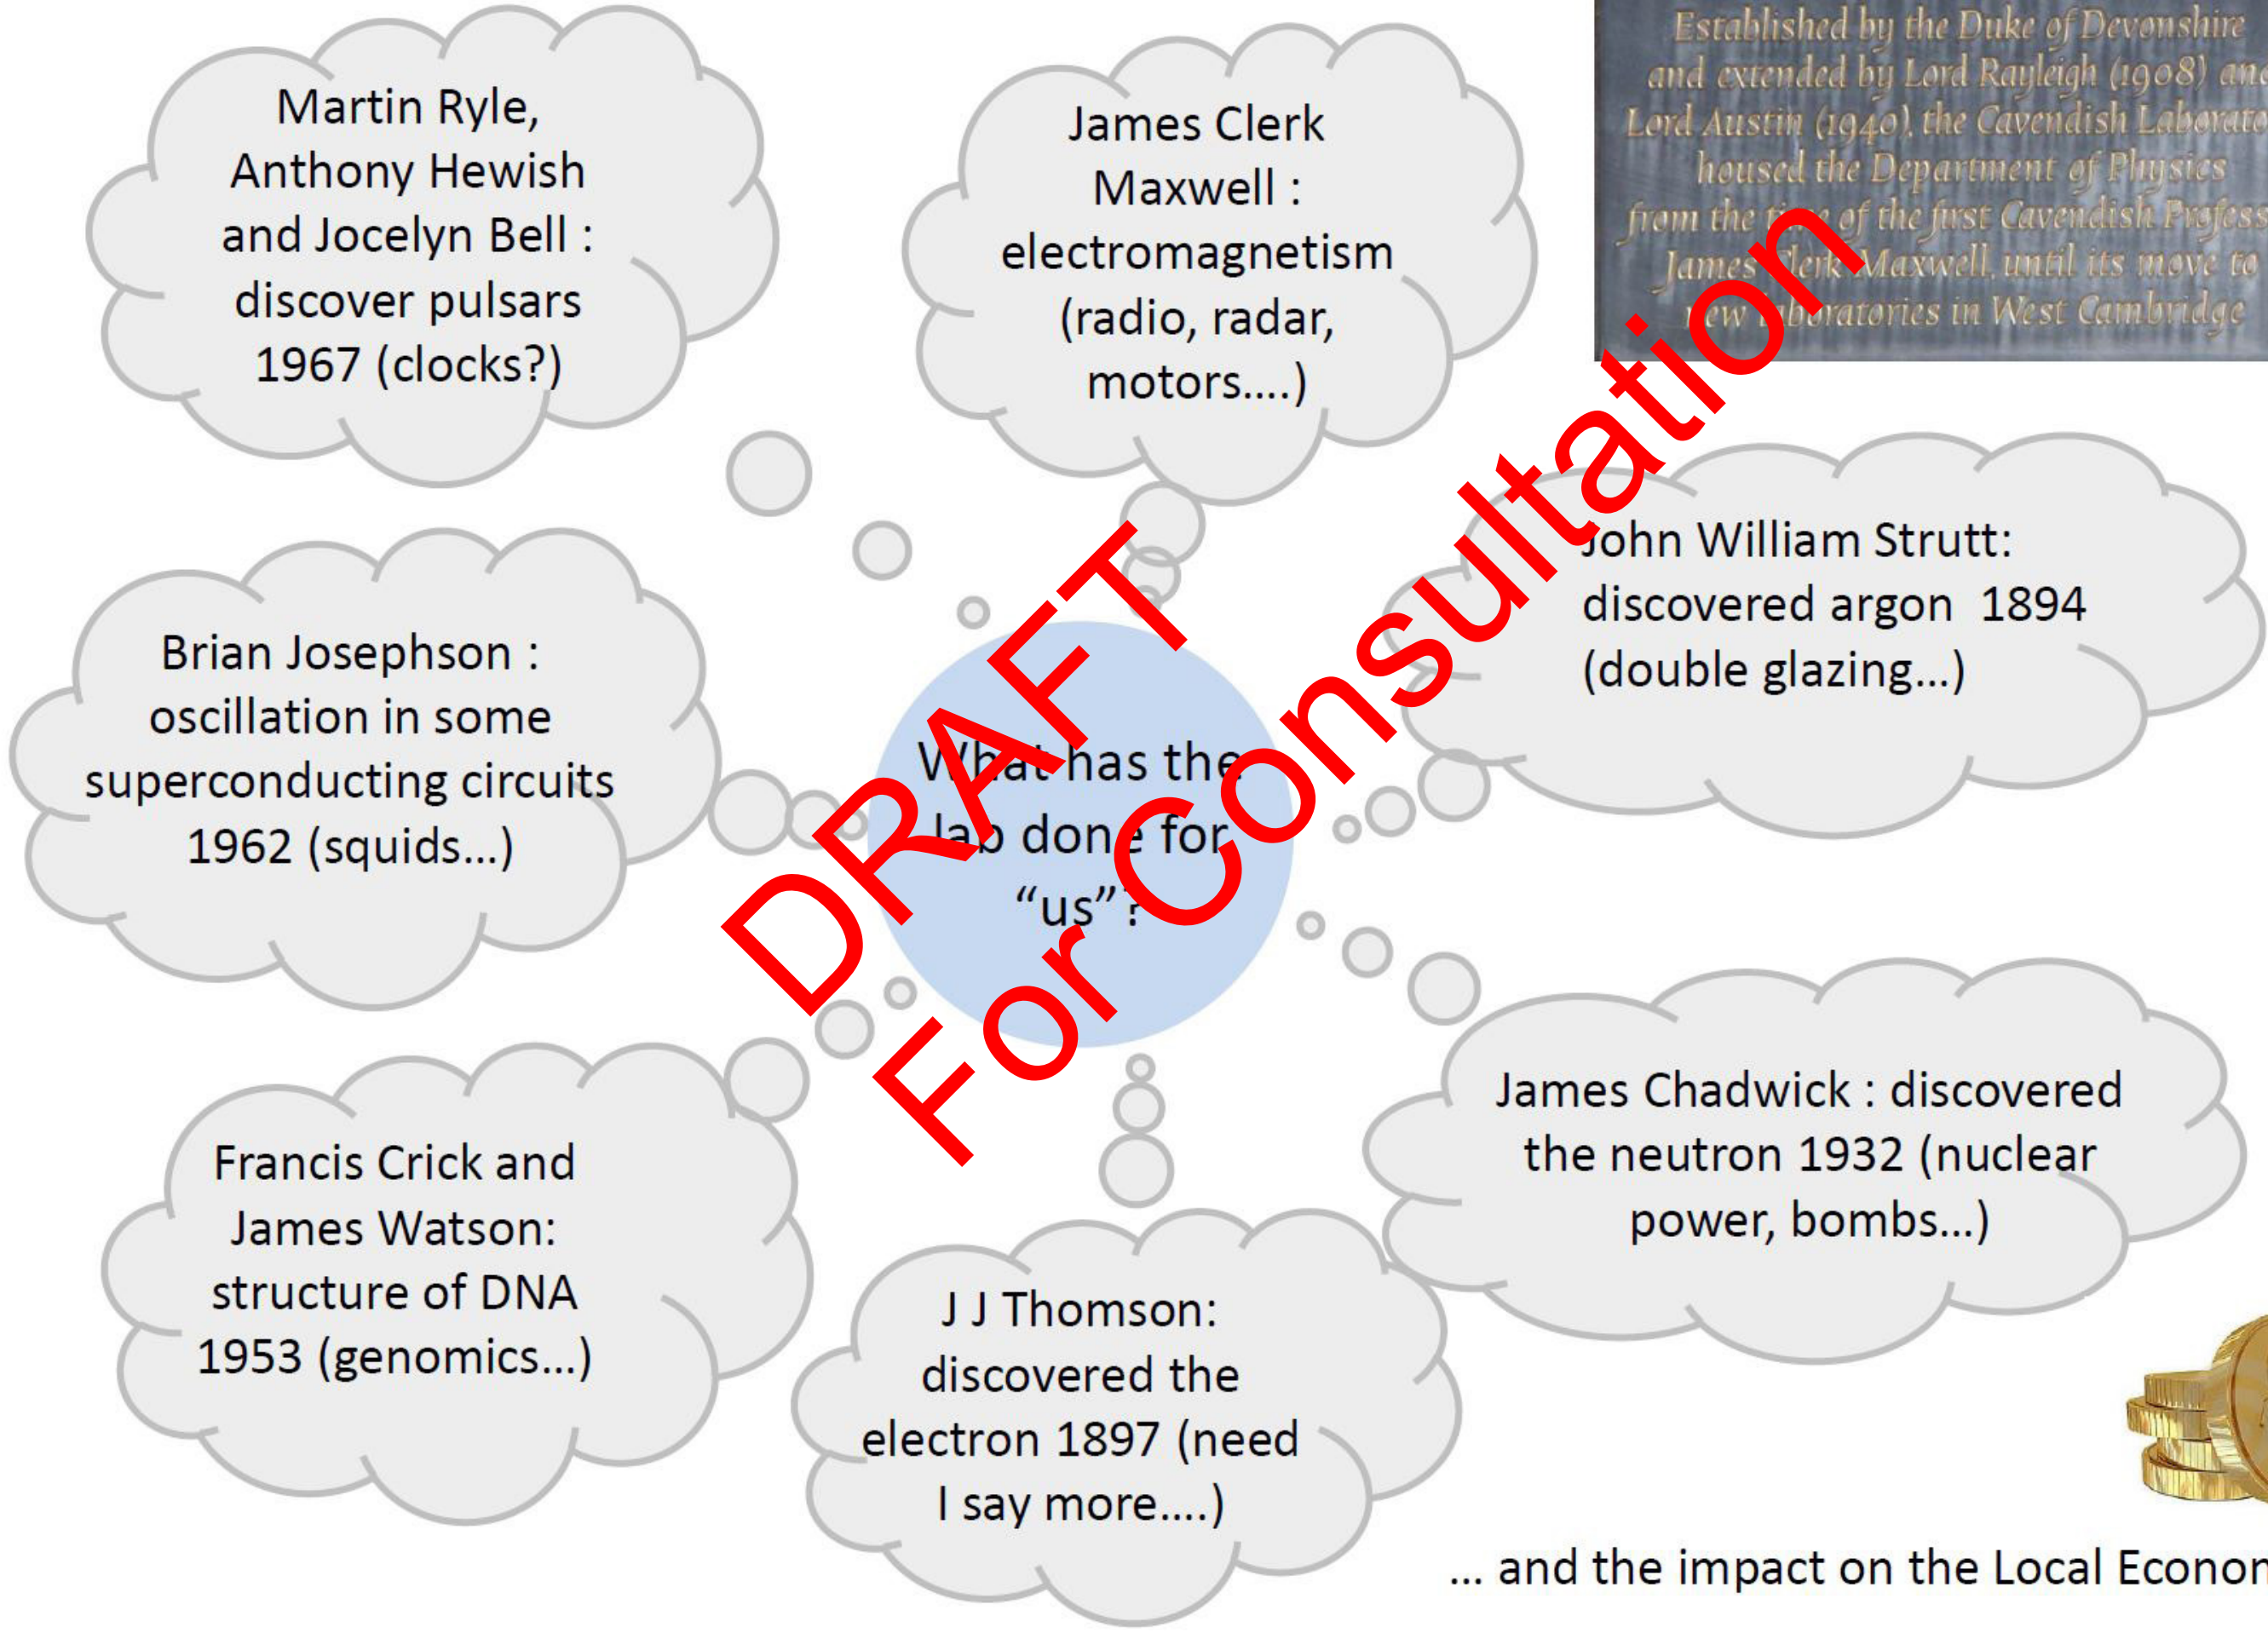 Martin Ryle,
Anthony Hewish
and Jocelyn Bell :
discover pulsars
1967 (clocks?)
James Clerk
Maxwell :
electromagnetism
(radio, radar,
motors....)
Established by the Duke of Devonshire
and extended by Lord Rayleigh (1908) and
Lord Austin (1940), the Cavendish Laborato
housed the Department of Physics
from the time of the first Cavendish Profess
James Clerk Maxwell, until its move to
new laboratories in West Cambridge
John William Strutt:
discovered argon 1894
(double glazing...)
Brian Josephson :
oscillation in some
superconducting circuits
1962 (squids...)
What has the
lab done for
“us”?
DRAFT
For Consultation
James Chadwick : discovered
the neutron 1932 (nuclear
power, bombs...)
Francis Crick and
James Watson:
structure of DNA
1953 (genomics...)
J J Thomson:
discovered the
electron 1897 (need
I say more....)
... and the impact on the Local Econom